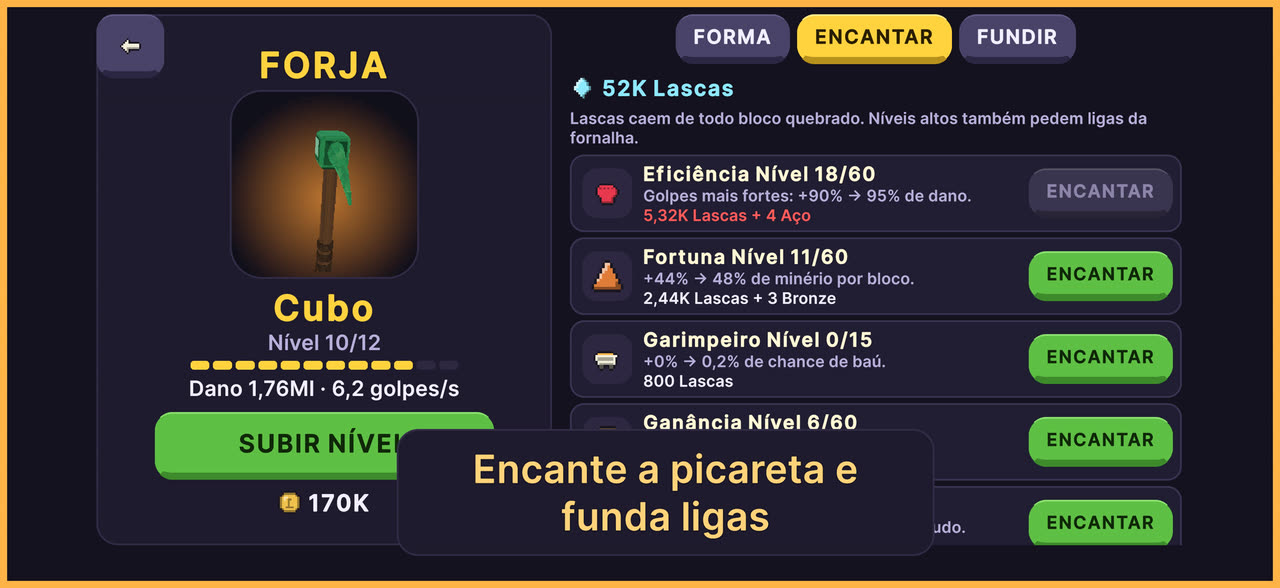 FORJA
Cubo
Nível 10/12
Dano 1,76MI · 6,2 golpes/s
SUBIR NÍVEL
170K
FORMA
ENCANTAR
FUNDIR
52K Lascas
Lascas caem de todo bloco quebrado. Níveis altos também pedem ligas da
fornalha.
Eficiência Nível 18/60
Golpes mais fortes: +90% → 95% de dano.
5,32K Lascas + 4 Aço
ENCANTAR
Fortuna Nível 11/60
+44% → 48% de minério por bloco.
2,44K Lascas + 3 Bronze
ENCANTAR
Garimpeiro Nível 0/15
+0% → 0,2% de chance de baú.
800 Lascas
ENCANTAR
Ganância Nível 6/60
ENCANTAR
udo.
ENCANTAR
Encante a picareta e
funda ligas